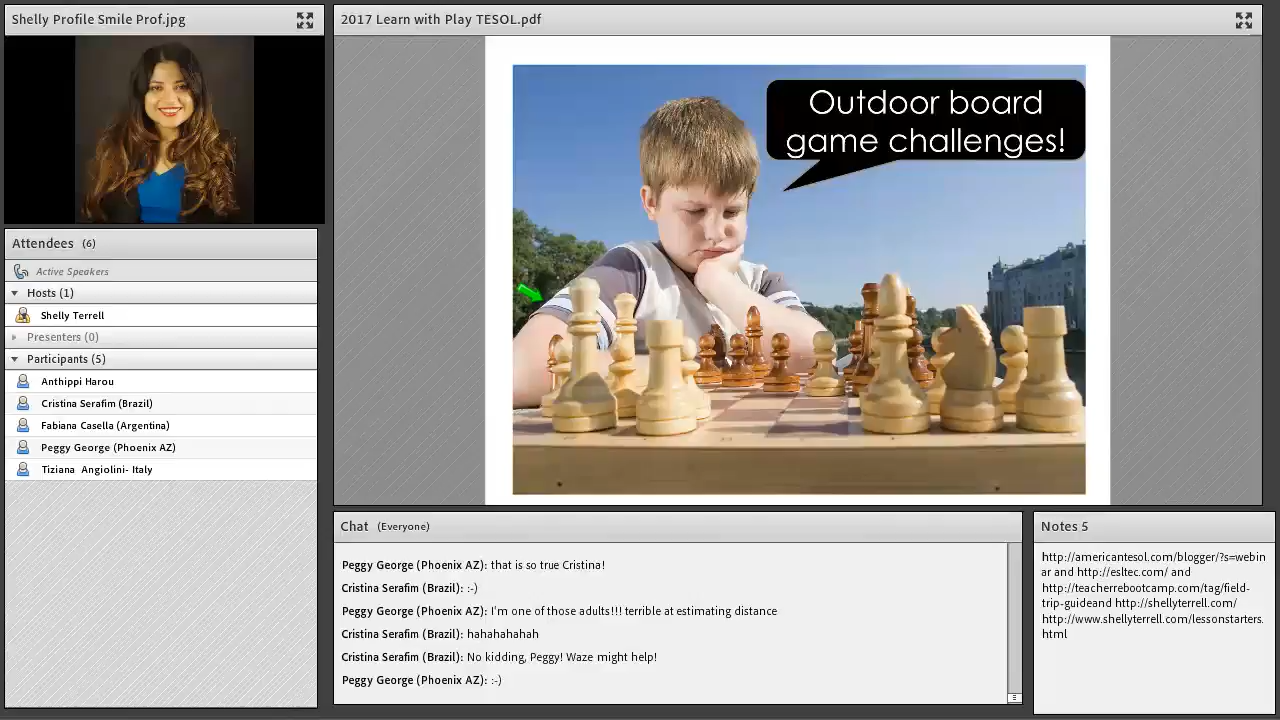 Shelly Profile Smile Prof.jpg
2017 Learn with Play TESOL.pdf
Outdoor board
game challenges!
Attendees (6)
Active Speakers
Hosts (1)
Shelly Terrell
Presenters (0)
Participants (5)
Anthippi Harou
Cristina Serafim (Brazil)
Fabiana Casella (Argentina)
Peggy George (Phoenix AZ)
Tiziana Angiolini- Italy
Chat (Everyone)
Peggy George (Phoenix AZ): that is so true Cristina!
Cristina Serafim (Brazil): :-)
Peggy George (Phoenix AZ): I'm one of those adults!!! terrible at estimating distance
Cristina Serafim (Brazil): hahahahahah
Cristina Serafim (Brazil): No kidding, Peggy! Waze might help!
Peggy George (Phoenix AZ): :-)
Notes 5
http://americantesol.com/blogger/?s=webin
ar and http://esltec.com/ and
http://teacherrebootcamp.com/tag/field-
trip-guideand http://shellyterrell.com/
http://www.shellyterrell.com/lessonstarters.
html